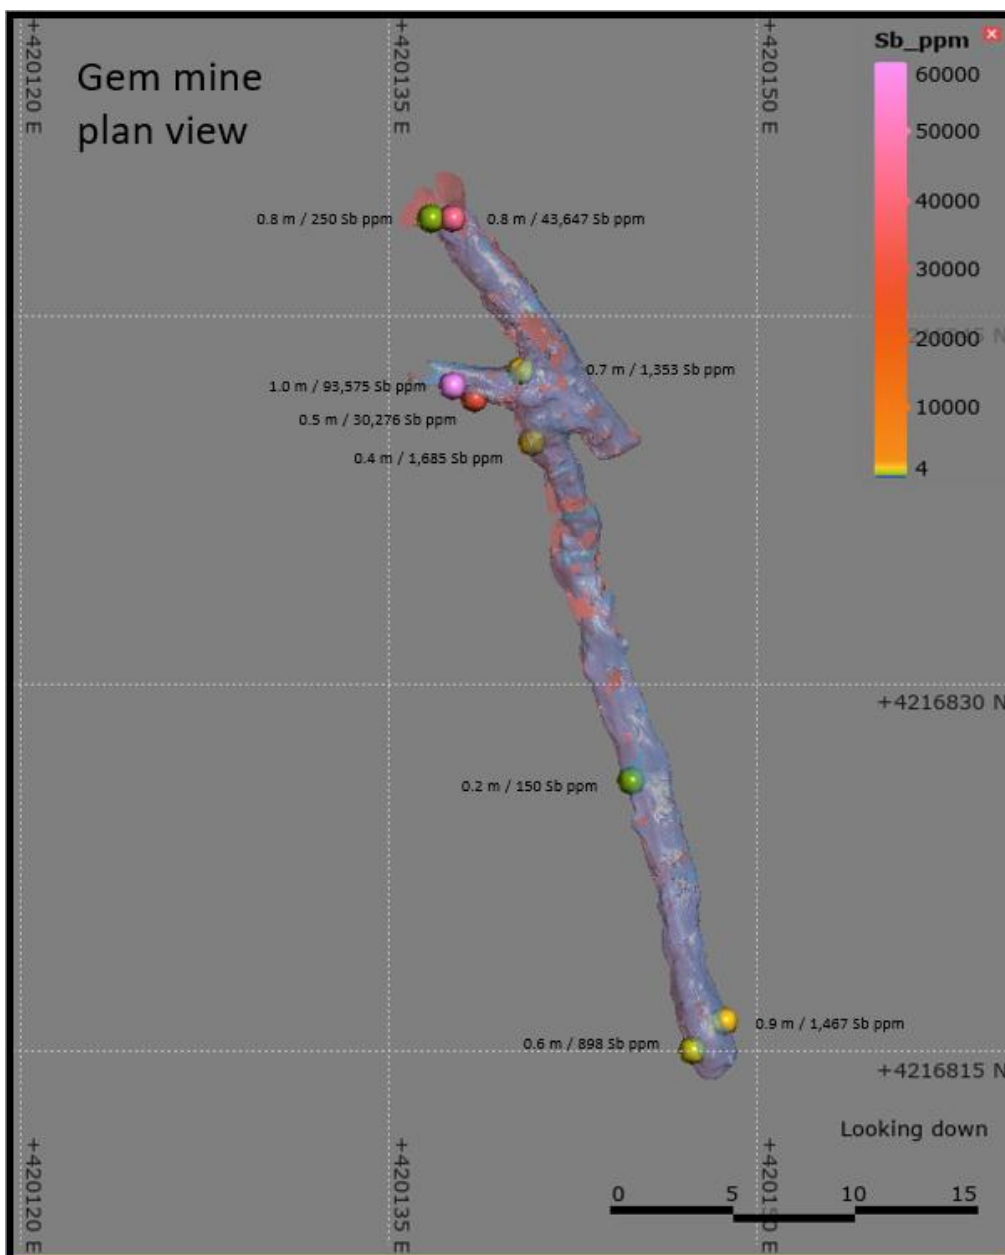 +420120 E
+420135 E
+420150 E
Gem mine
plan view
Sb_ppm
60000
50000
40000
30000
20000
10000
4
0.8 m / 250 Sb ppm
0.8 m / 43,647 Sb ppm
0.7 m / 1,353 Sb ppm
1.0 m / 93,575 Sb ppm
0.5 m / 30,276 Sb ppm
0.4 m / 1,685 Sb ppm
+4216830 N
0.2 m / 150 Sb ppm
0.9 m / 1,467 Sb ppm
0.6 m / 898 Sb ppm
+4216815 N
Looking down
0 5 10 15
+420120 E
+420135 E
+420150 E